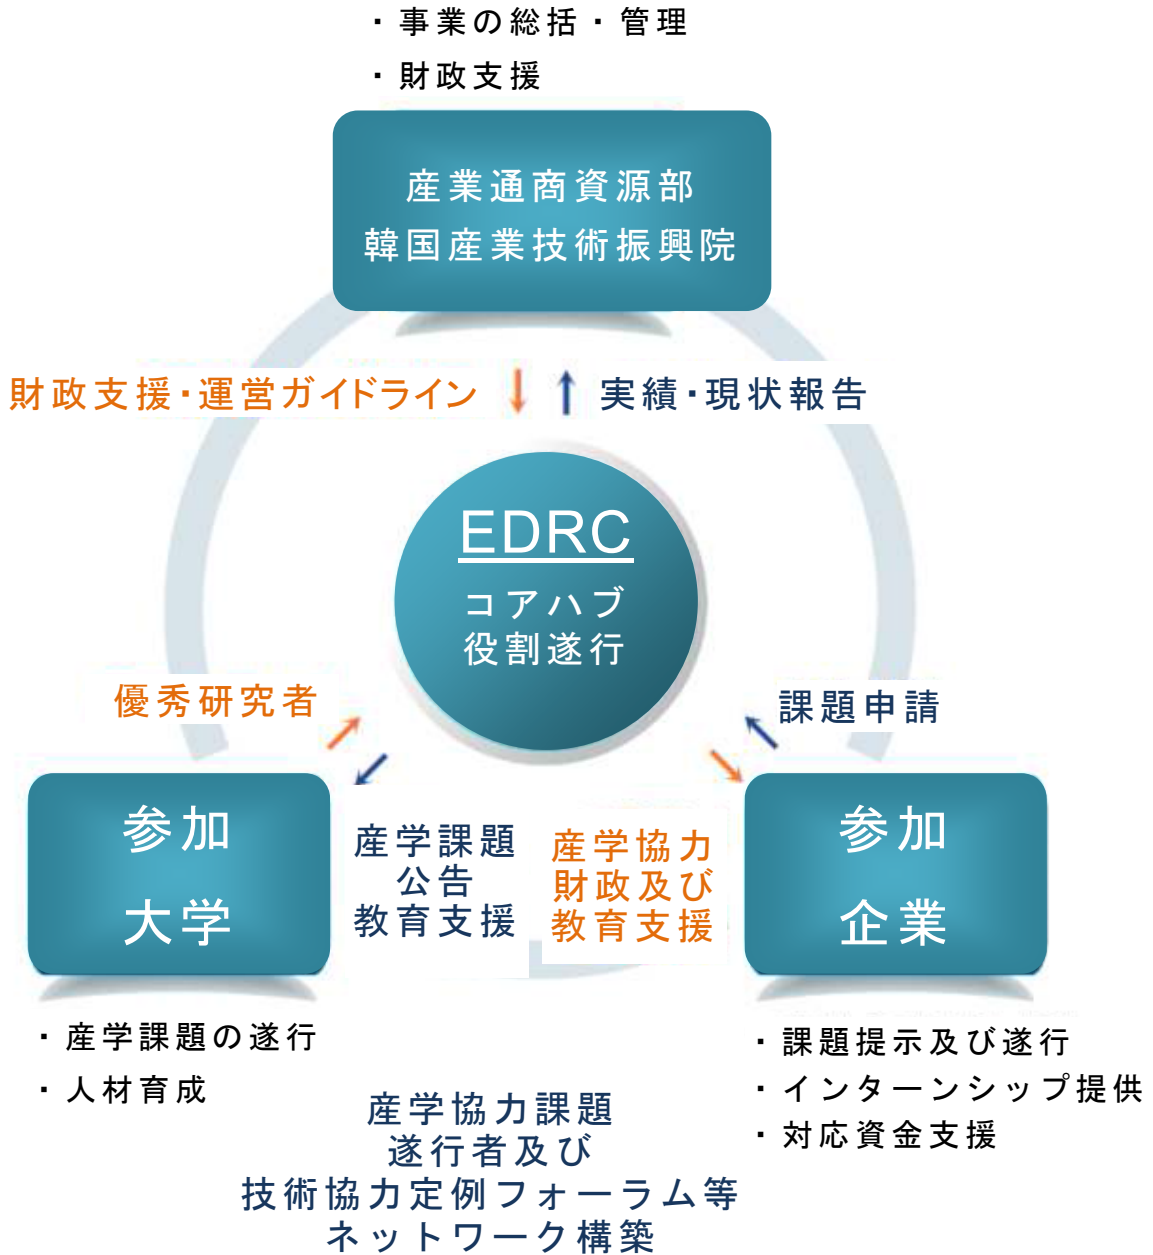 ・事業の総括・管理
・財政支援
産業通商資源部
韓国産業技術振興院
財政支援・運営ガイドライン
実績・現状報告
EDRC
コアハブ
役割遂行
優秀研究者
課題申請
参加
大学
産学課題
公告
教育支援
産学協力
財政及び
教育支援
参加
企業
・産学課題の遂行
・人材育成
・課題提示及び遂行
・インターンシップ提供
・対応資金支援
産学協力課題
遂行者及び
技術協力定例フォーラム等
ネットワーク構築